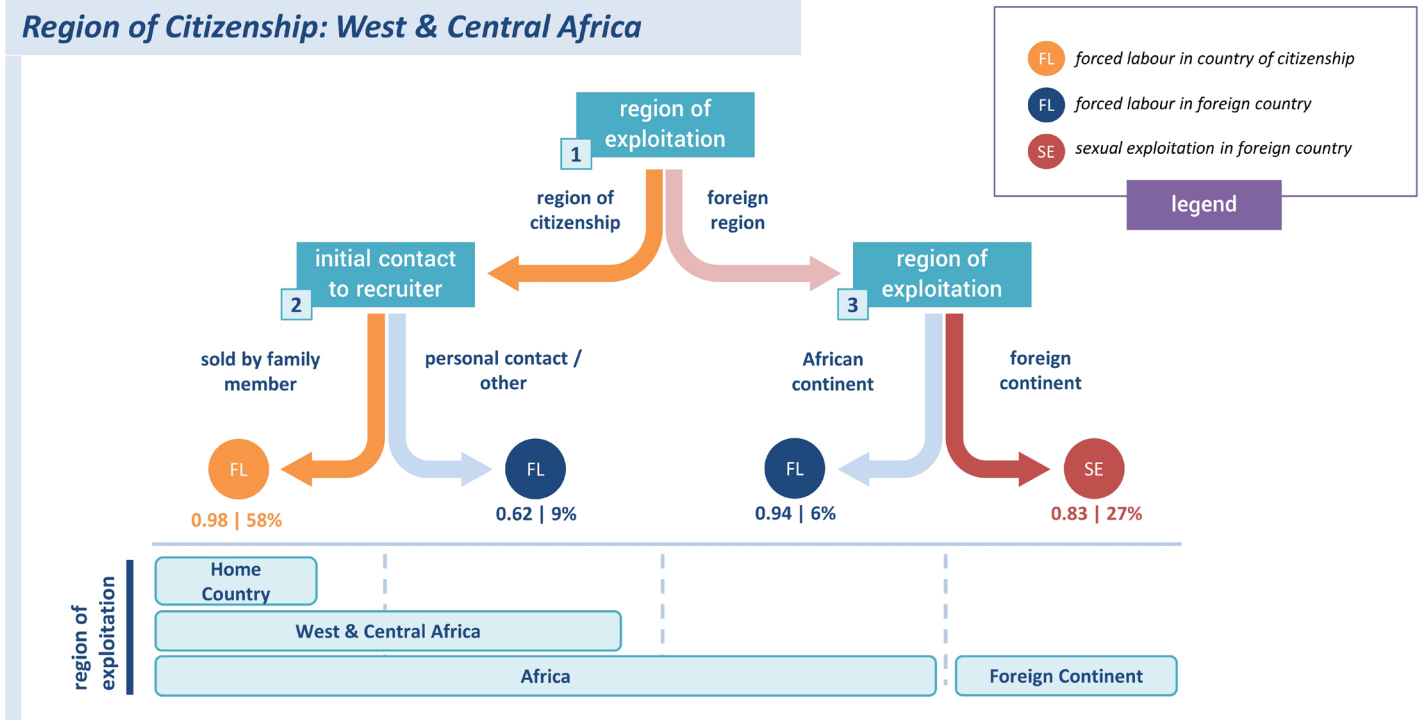 Region of Citizenship: West & Central Africa
FL forced labour in country of citizenship
FL forced labour in foreign country
SE sexual exploitation in foreign country
legend
region of
exploitation
1
region of
citizenship
foreign
region
initial contact
to recruiter
2
region of
exploitation
3
sold by family
member
personal contact /
other
African
continent
foreign
continent
FL
0.98 | 58%
FL
0.62 | 9%
FL
0.94 | 6%
SE
0.83 | 27%
region of
exploitation
Home
Country
West & Central Africa
Africa
Foreign Continent